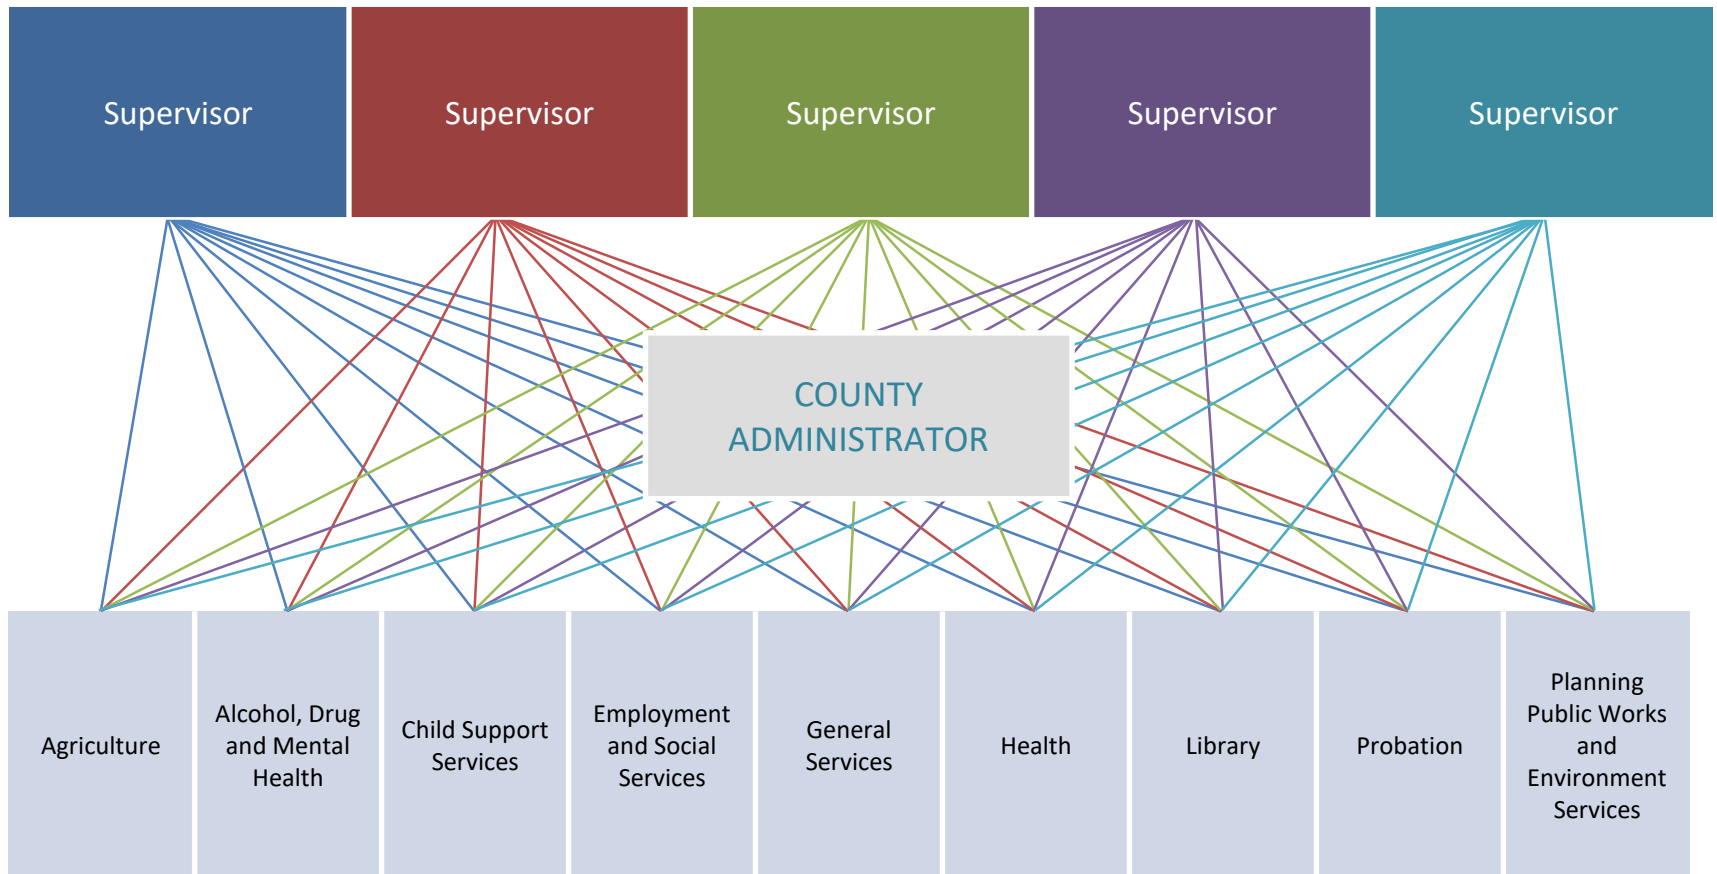 Supervisor
Supervisor
Supervisor
Supervisor
Supervisor
COUNTY
ADMINISTRATOR
Agriculture
Alcohol, Drug
and Mental
Health
Child Support
Services
Employment
and Social
Services
General
Services
Health
Library
Probation
Planning
Public Works
and
Environment
Services